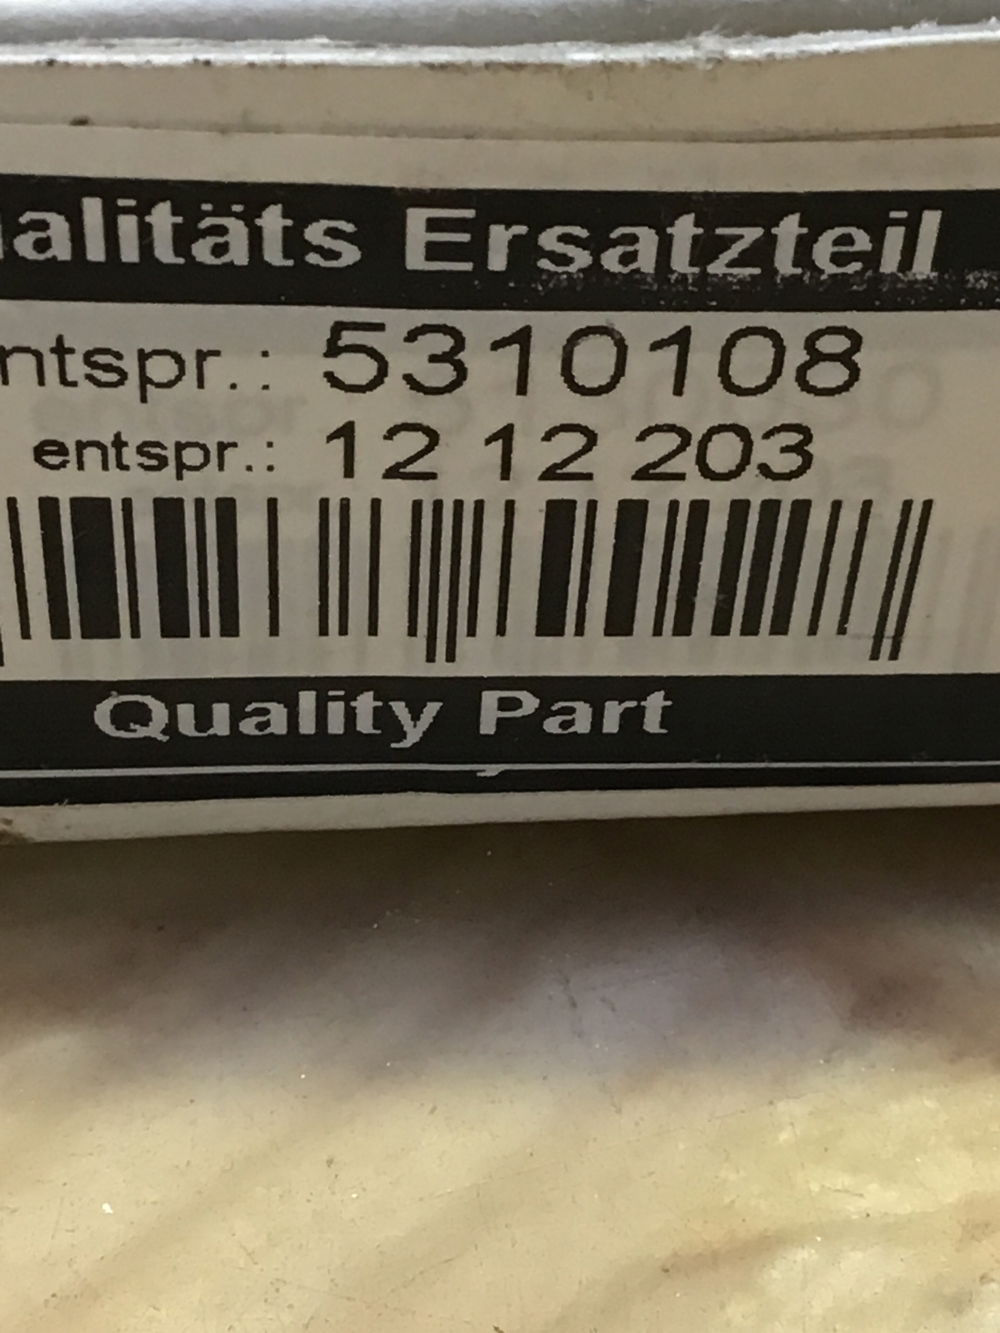 alitäts Ersatzteil
ntspr.: 5310108
entspr.: 12 12 203
Quality Part